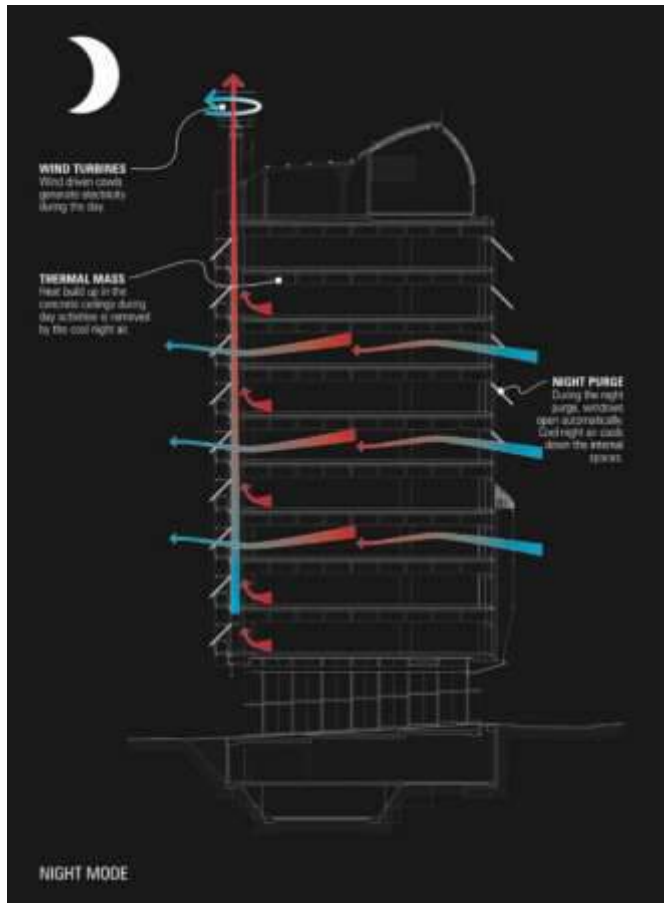 WIND TURBINES
Wind driven cowls
generate electricity
during the day.
THERMAL MASS
Heat build up in the
concrete ceilings during
day activities is removed
by the cool night air.
NIGHT PURGE
During the night
purge, windows
open automatically.
Cool night air cools
down the internal
spaces.
NIGHT MODE